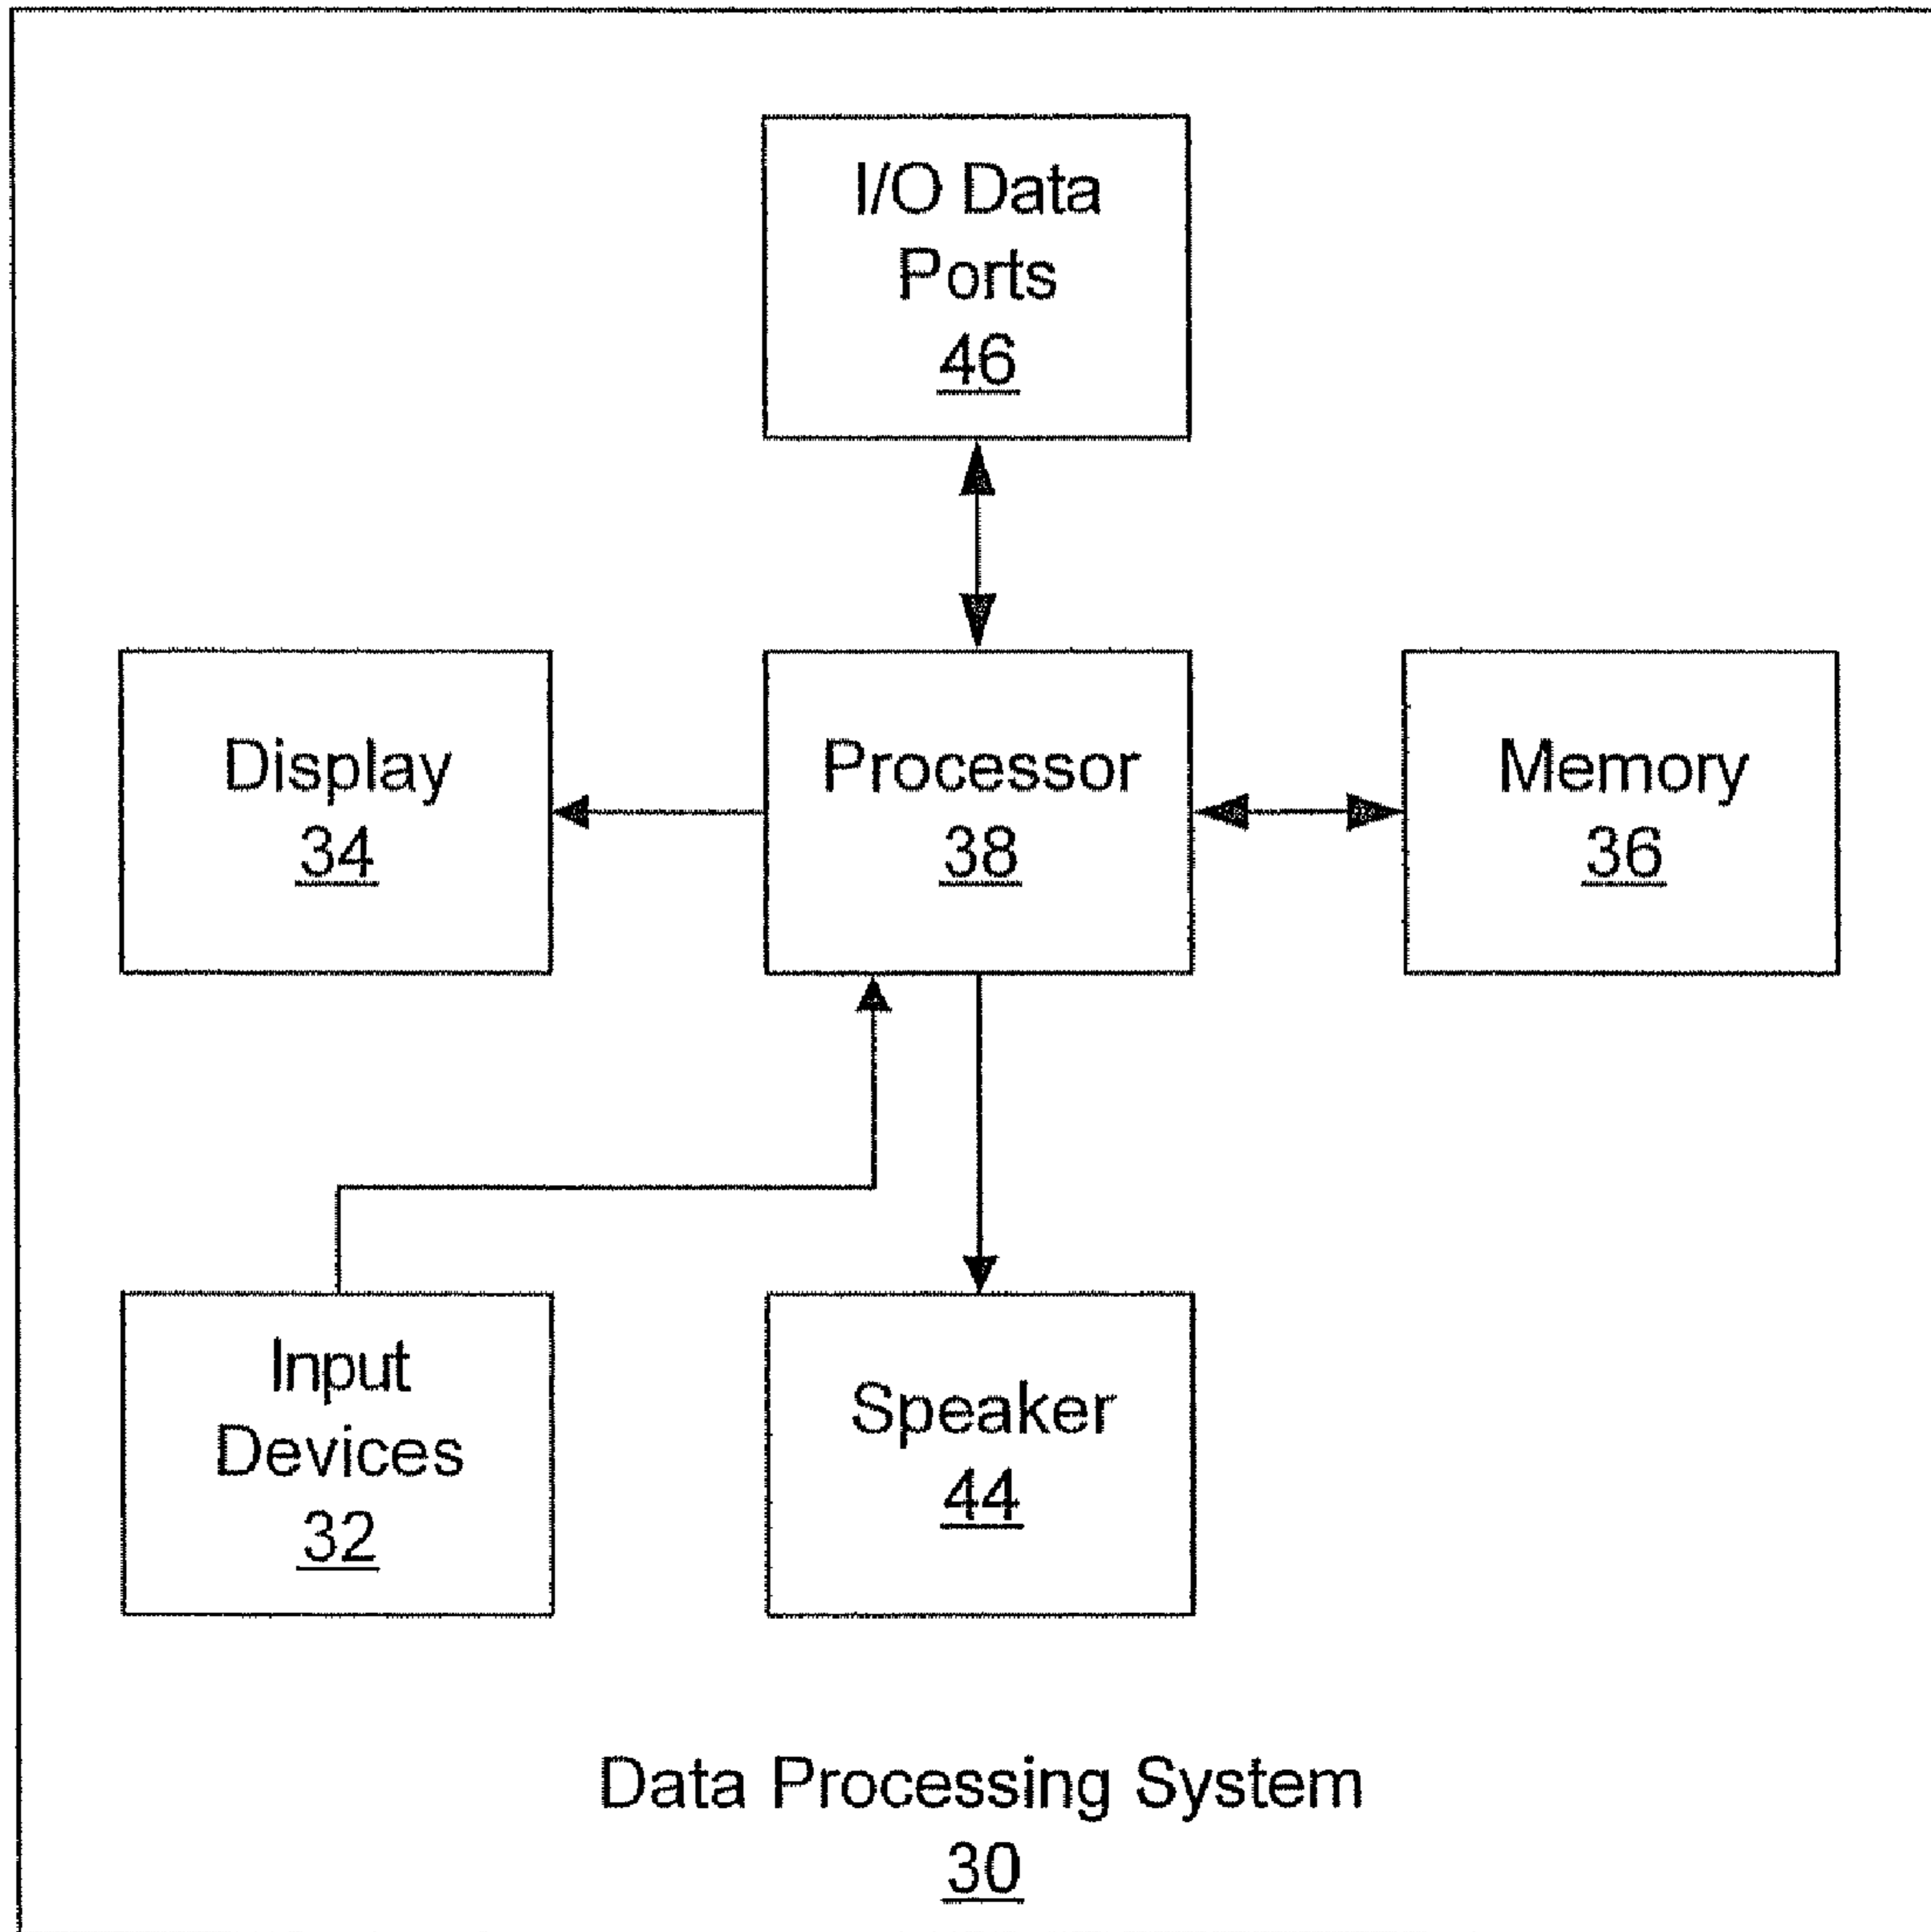 I/O Data
Ports
46
Display
34
Processor
38
Memory
36
Input
Devices
32
Speaker
44
Data Processing System
30